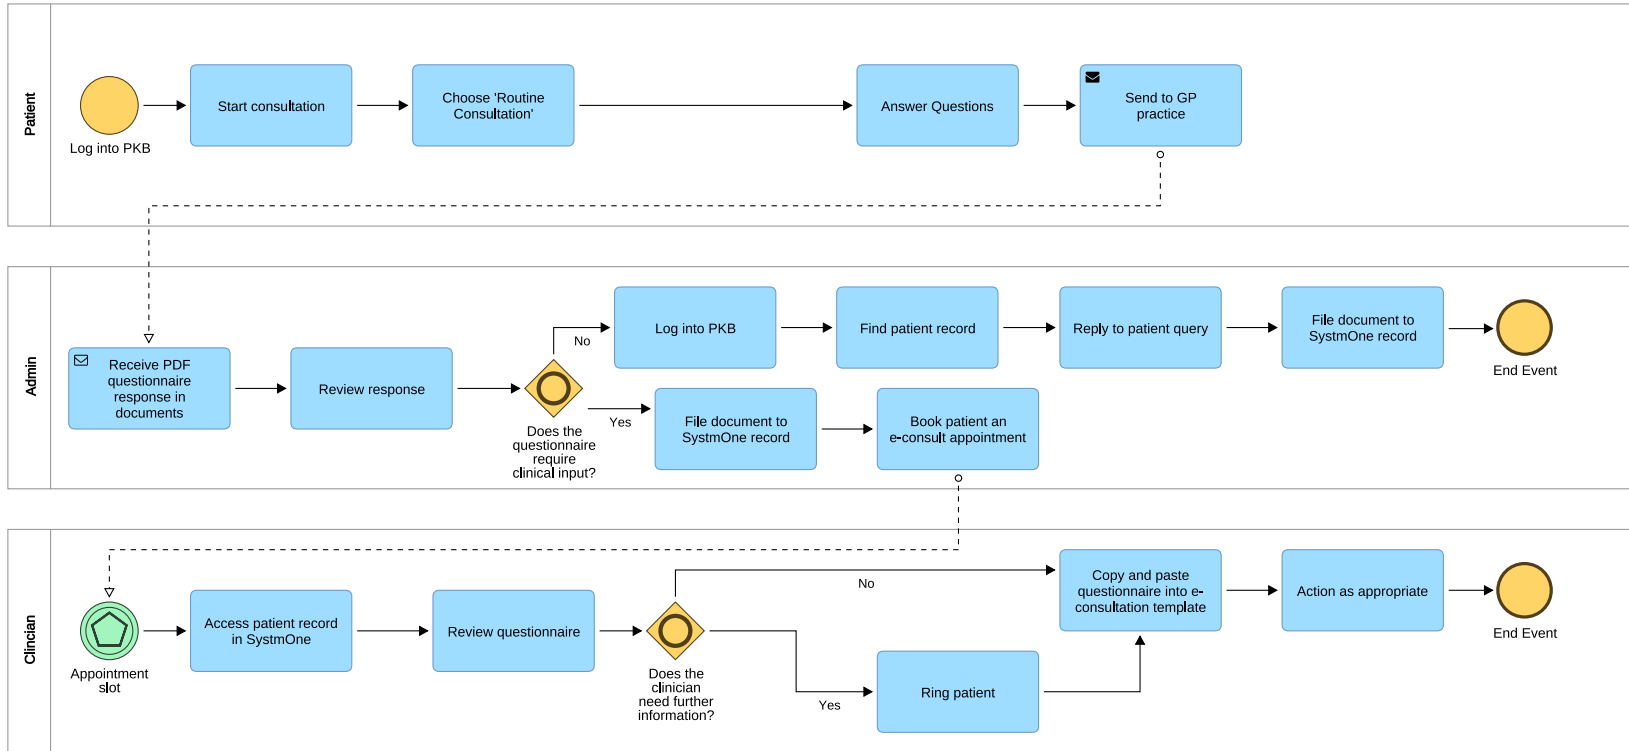 Patient
Log into PKB
Start consultation
Choose 'Routine
Consultation'
Answer Questions
Send to GP
practice
Admin
Receive PDF
questionnaire
response in
documents
Review response
Does the
questionnaire
require
clinical input?
No
Log into PKB
Find patient record
Reply to patient query
File document to
SystmOne record
End Event
Yes
File document to
SystmOne record
Book patient an
e-consult appointment
Clincian
Appointment
slot
Access patient record
in SystmOne
Review questionnaire
Does the
clinician
need further
information?
No
Copy and paste
questionnaire into e-
consultation template
Action as appropriate
End Event
Yes
Ring patient